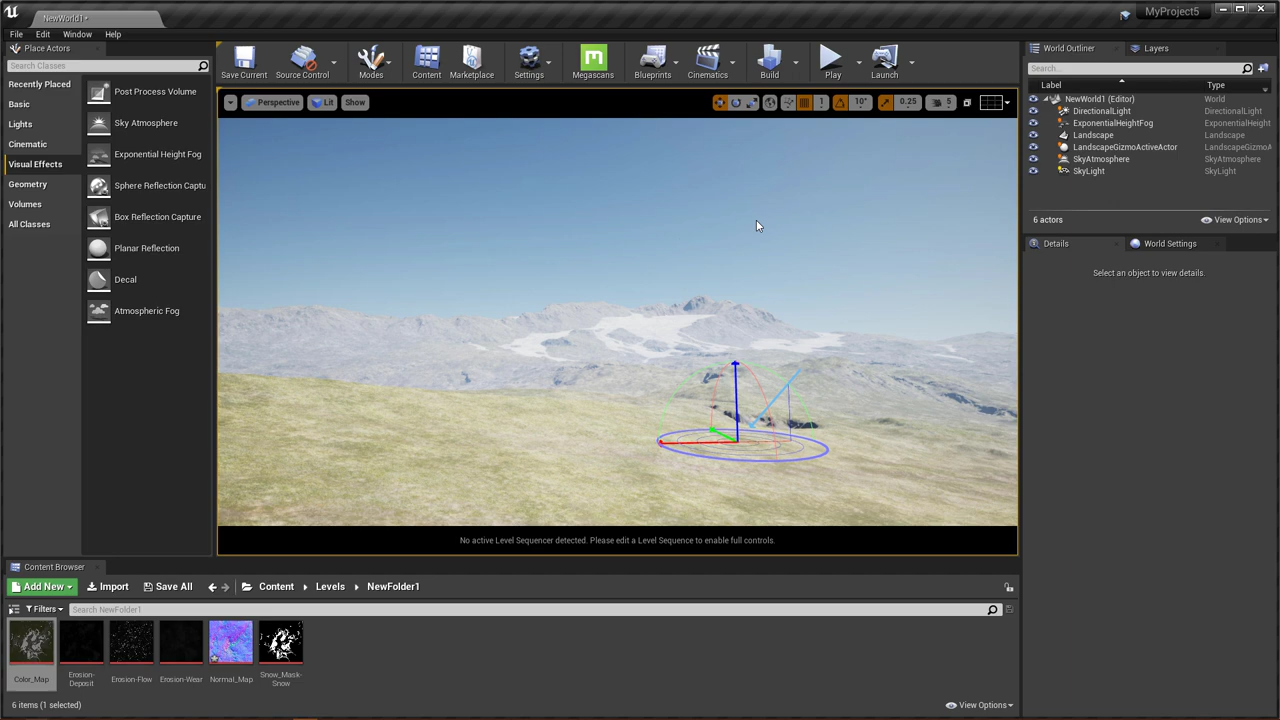 NewWorld1*
MyProject5
File Edit Window Help
Place Actors
Search Classes
Recently Placed
Basic
Lights
Cinematic
Visual Effects
Geometry
Volumes
All Classes
Post Process Volume
Sky Atmosphere
Exponential Height Fog
Sphere Reflection Captu
Box Reflection Capture
Planar Reflection
Decal
Atmospheric Fog
Save Current Source Control Modes Content Marketplace Settings Megascans Blueprints Cinematics Build Play Launch
Perspective Lit Show 1 10° 0.25 5
No active Level Sequencer detected. Please edit a Level Sequence to enable full controls.
World Outliner Layers
Search...
Label Type
NewWorld1 (Editor) World
DirectionalLight DirectionalLight
ExponentialHeightFog ExponentialHeight
Landscape Landscape
LandscapeGizmoActiveActor LandscapeGizmoA
SkyAtmosphere SkyAtmosphere
SkyLight SkyLight
6 actors View Options
Details World Settings
Select an object to view details.
Content Browser
Add New Import Save All Content Levels NewFolder1
Filters Search NewFolder1
Color_Map
Erosion-
Deposit
Erosion-Flow
Erosion-Wear
Normal_Map
Snow_Mask-
Snow
6 items (1 selected) View Options